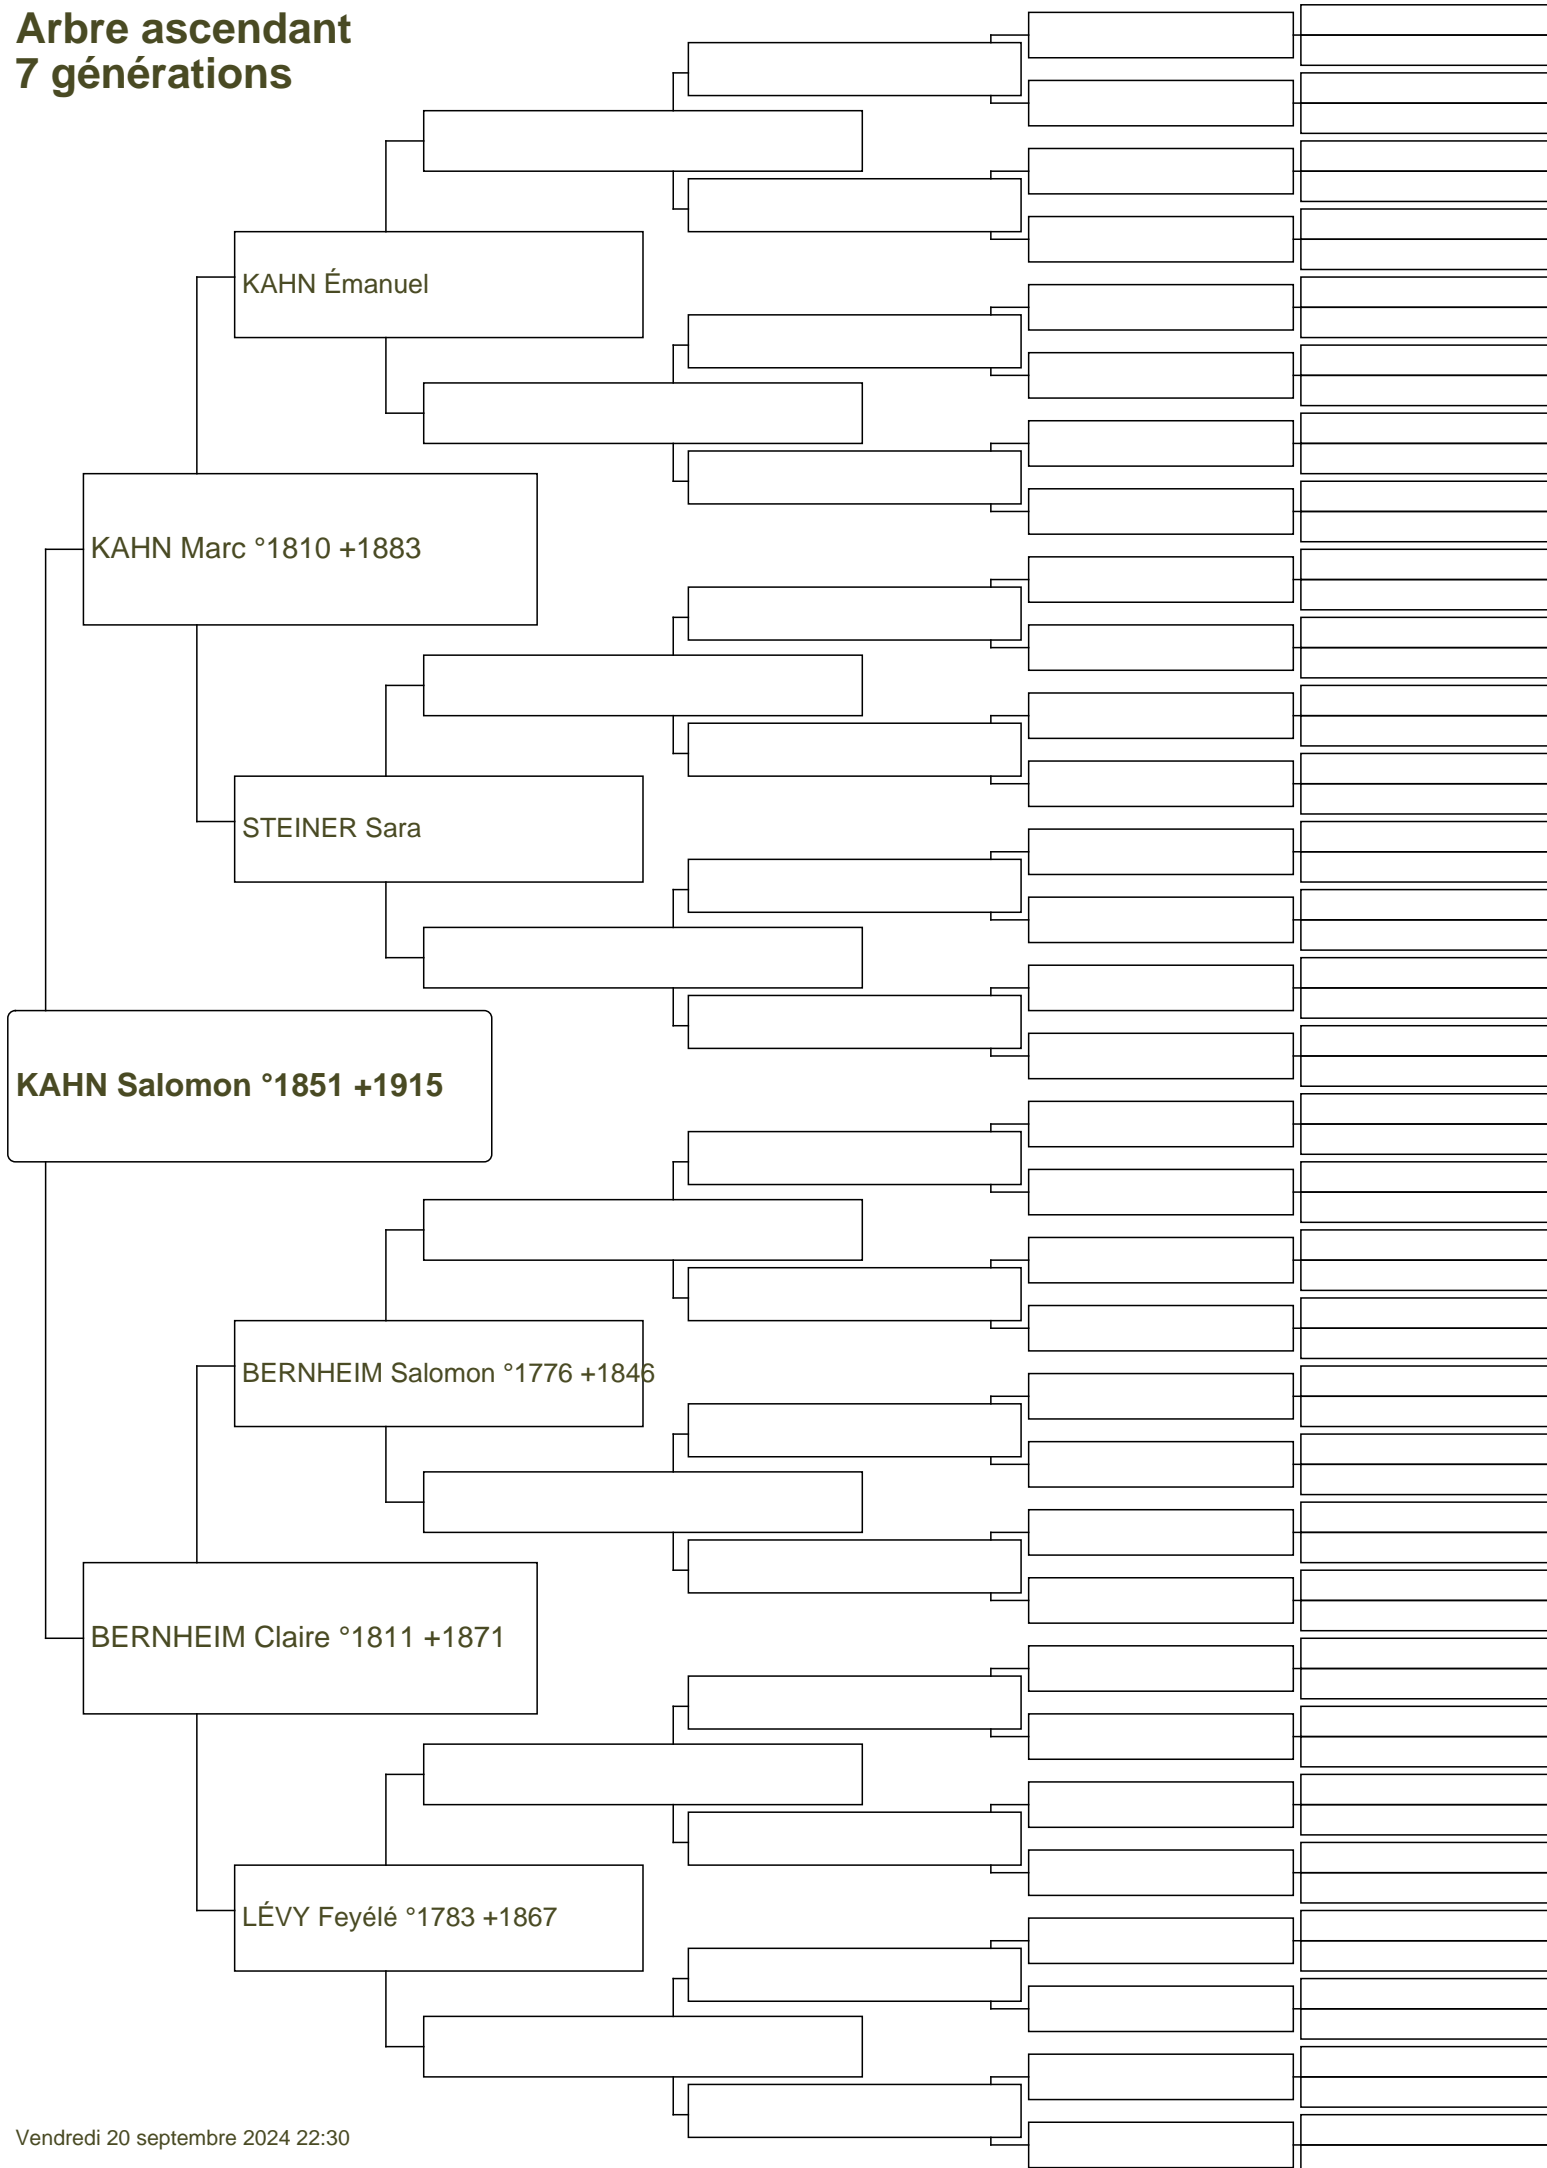 Arbre ascendant
7 générations
KAHN Émanuel
KAHN Marc °1810 +1883
STEINER Sara
KAHN Salomon °1851 +1915
BERNHEIM Salomon °1776 +1846
BERNHEIM Claire °1811 +1871
LÉVY Feyélé °1783 +1867
Vendredi 20 septembre 2024 22:30